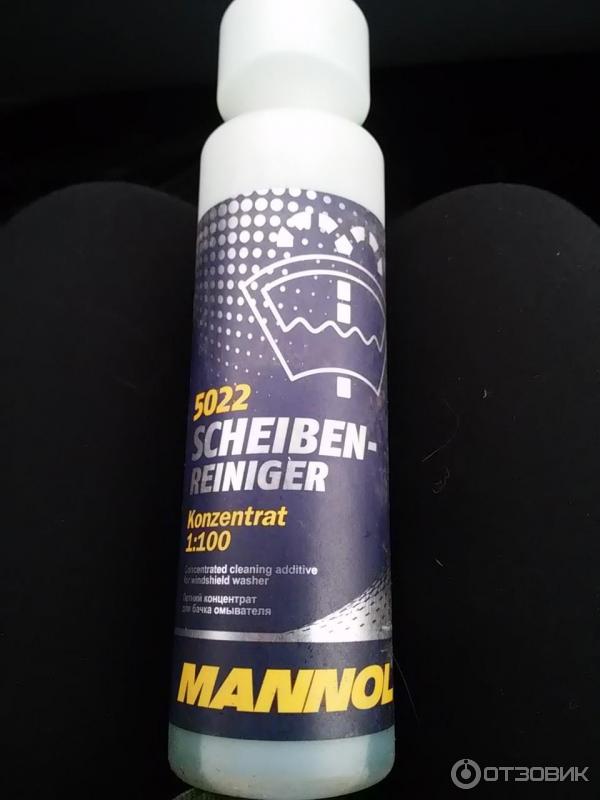 5022
SCHEIBEN-
REINIGER
Konzentrat
1:100
Concentrated cleaning additive
for windshield washer
Летний концентрат
для бачка омывателя
MANNOL
ОТЗОВИК